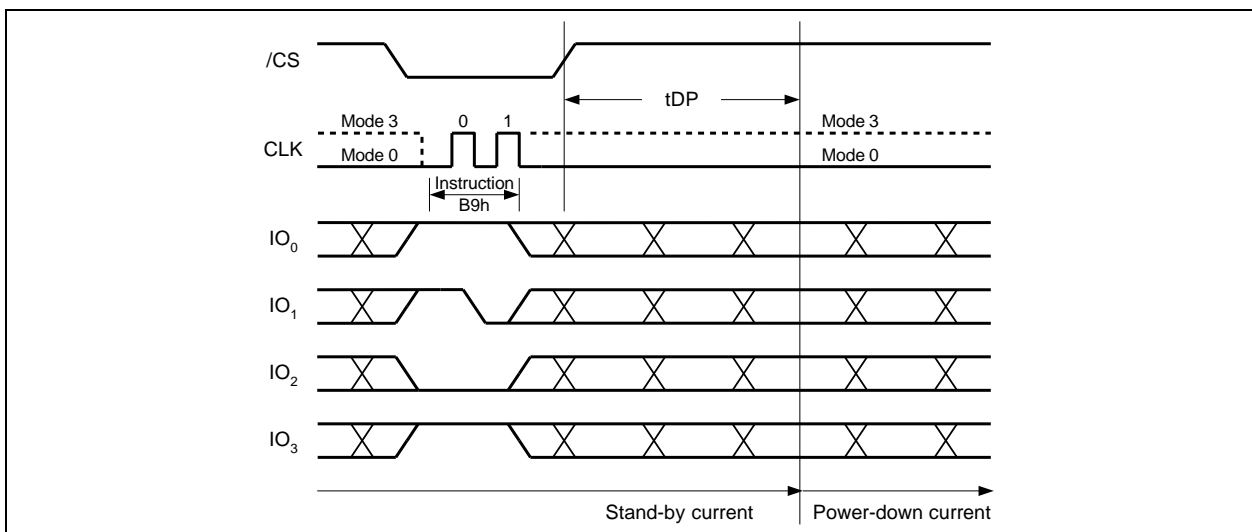 /CS
tDP
Mode 3 0 1 Mode 3
CLK
Mode 0 Mode 0
Instruction
B9h
IO0
IO1
IO2
IO3
Stand-by current Power-down current